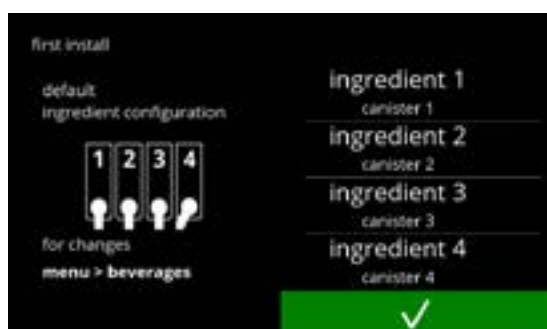 first install
default
ingredient configuration
1 2 3 4
for changes
menu > beverages
ingredient 1
canister 1
ingredient 2
canister 2
ingredient 3
canister 3
ingredient 4
canister 4